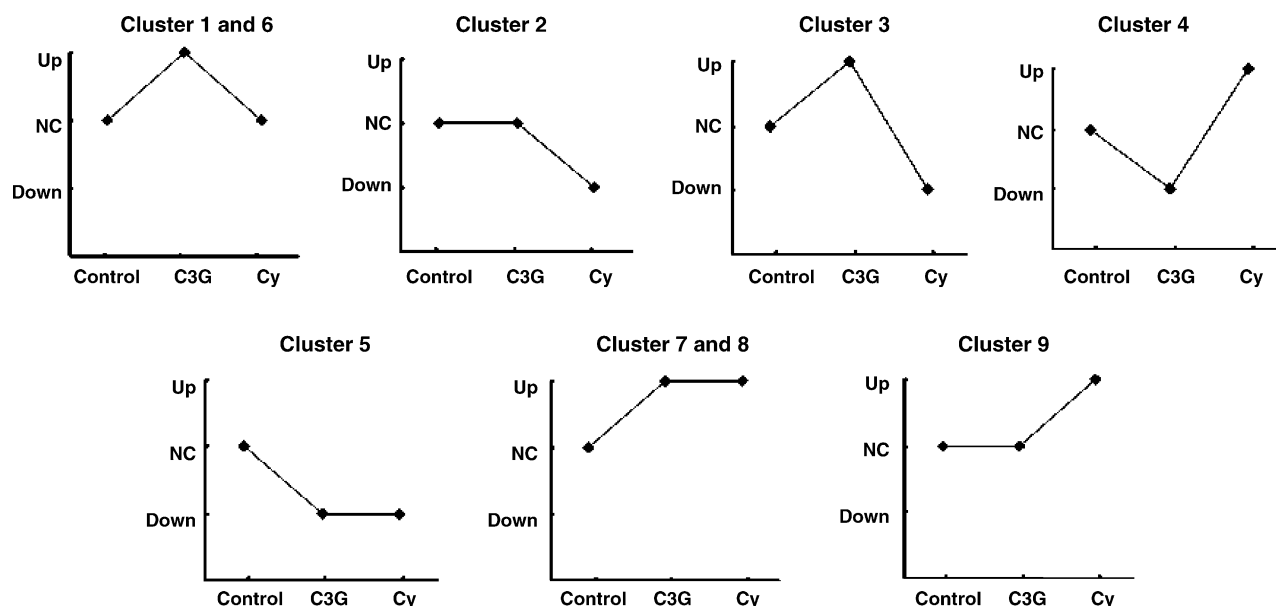 Cluster 1 and 6
Up
NC
Down
Control C3G Cy
Cluster 2
Up
NC
Down
Control C3G Cy
Cluster 3
Up
NC
Down
Control C3G Cy
Cluster 4
Up
NC
Down
Control C3G Cy
Cluster 5
Up
NC
Down
Control C3G Cy
Cluster 7 and 8
Up
NC
Down
Control C3G Cy
Cluster 9
Up
NC
Down
Control C3G Cy